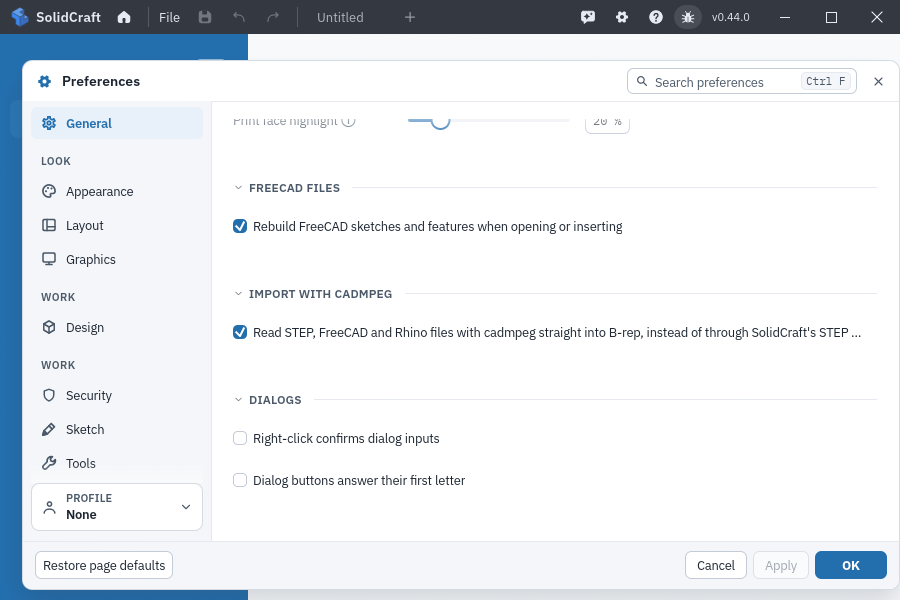 SolidCraft
File
Untitled
v0.44.0
Preferences
Search preferences
Ctrl F
General
LOOK
Appearance
Layout
Graphics
WORK
Design
WORK
Security
Sketch
Tools
PROFILE
None
Print face highlight
20 %
FREECAD FILES
Rebuild FreeCAD sketches and features when opening or inserting
IMPORT WITH CADMPEG
Read STEP, FreeCAD and Rhino files with cadmpeg straight into B-rep, instead of through SolidCraft's STEP ...
DIALOGS
Right-click confirms dialog inputs
Dialog buttons answer their first letter
Restore page defaults
Cancel
Apply
OK